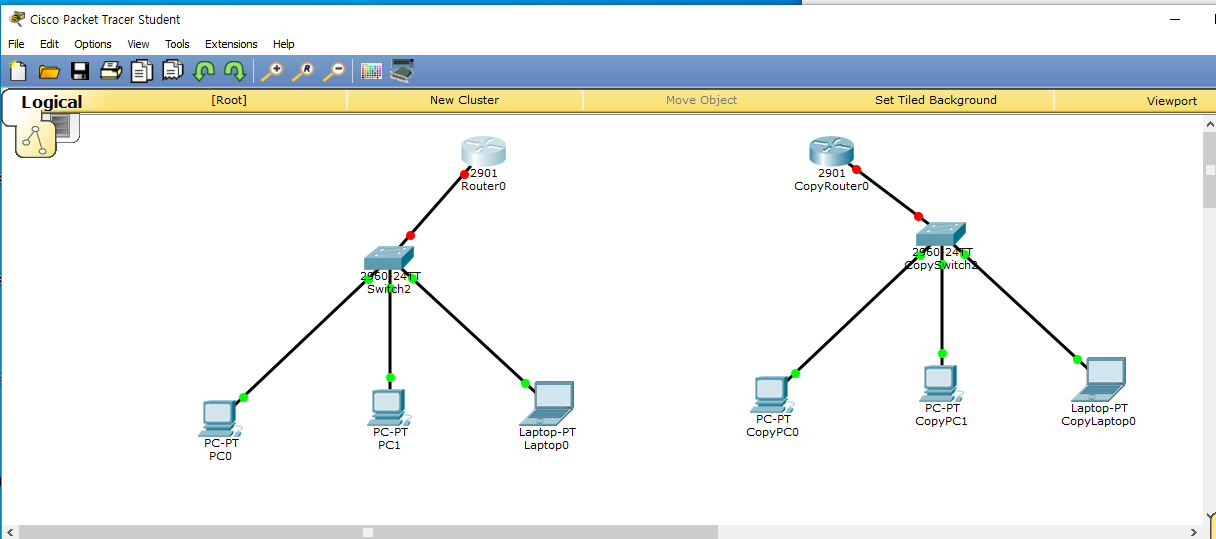 Cisco Packet Tracer Student
File Edit Options View Tools Extensions Help
Logical [Root] New Cluster Move Object Set Tiled Background Viewport
2901
Router0
2901
CopyRouter0
2960-24TT
Switch2
2960-24TT
CopySwitch2
PC-PT
PC0
PC-PT
PC1
Laptop-PT
Laptop0
PC-PT
CopyPC0
PC-PT
CopyPC1
Laptop-PT
CopyLaptop0